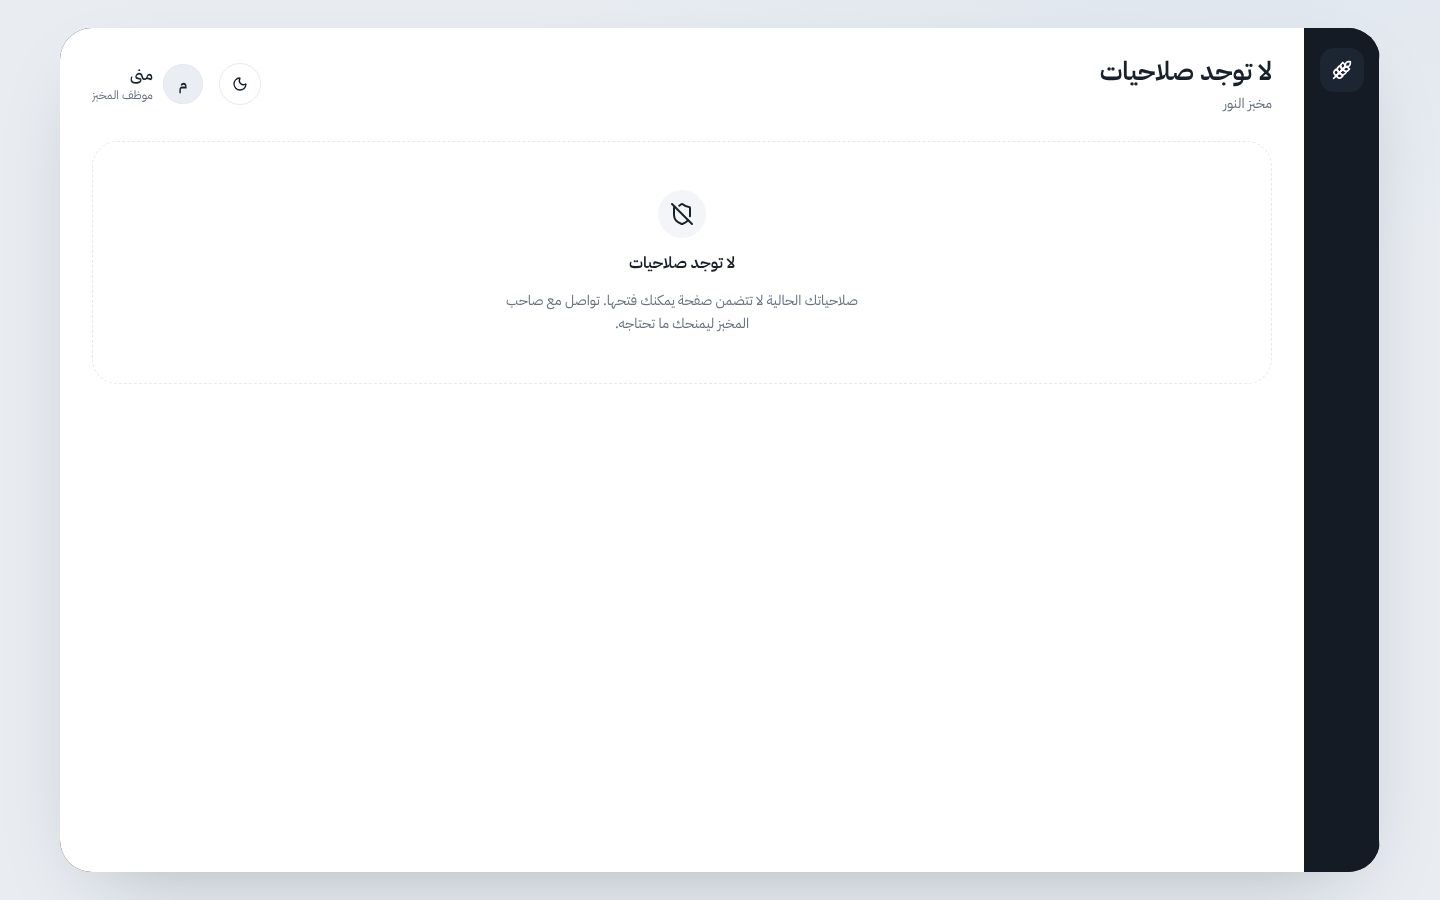 لا توجد صلاحيات
مخبز النور
م
منى
موظف المخبز
لا توجد صلاحيات
صلاحياتك الحالية لا تتضمن صفحة يمكنك فتحها. تواصل مع صاحب
المخبز ليمنحك ما تحتاجه.